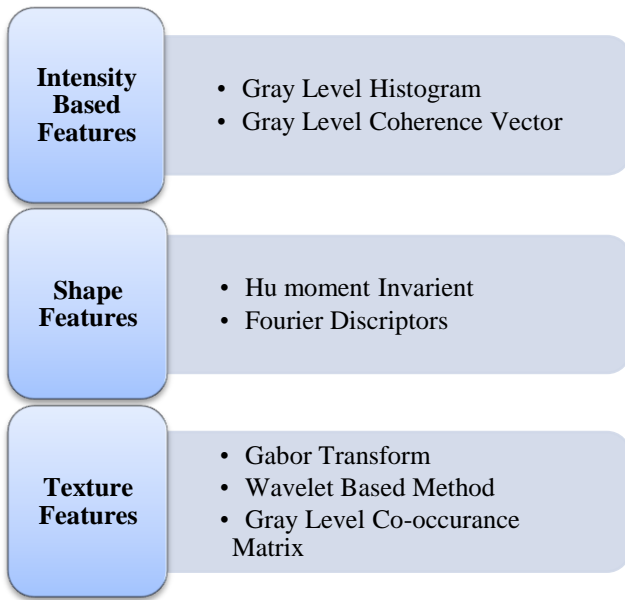 Intensity
Based
Features
• Gray Level Histogram
• Gray Level Coherence Vector
Shape
Features
• Hu moment Invarient
• Fourier Discriptors
Texture
Features
• Gabor Transform
• Wavelet Based Method
• Gray Level Co-occurance
Matrix